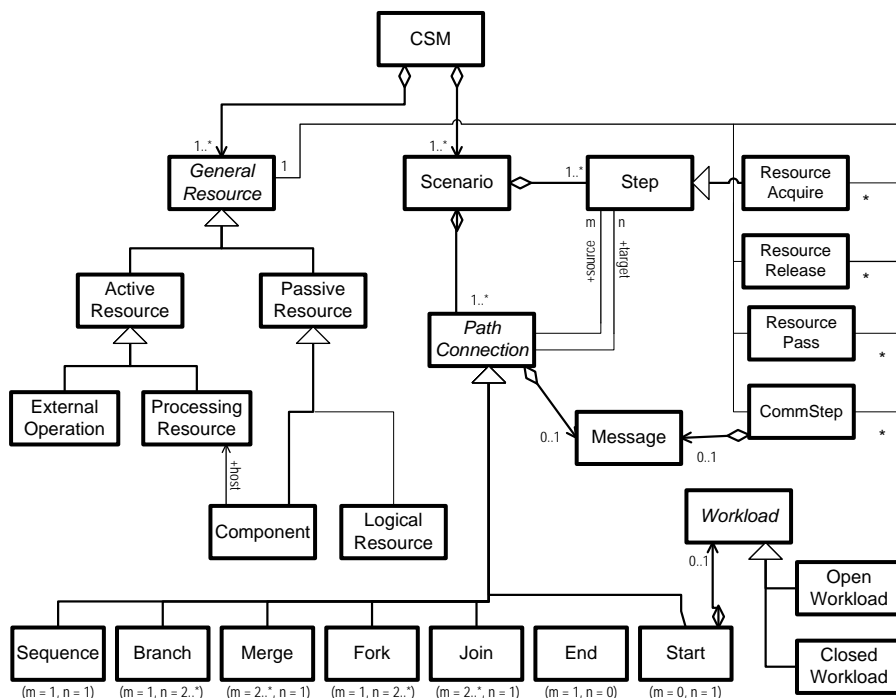 CSM
1..*
1..*
General
Resource
1
Scenario
1..*
Step
Resource
Acquire
*
m
n
+source
+target
Resource
Release
*
Active
Resource
Passive
Resource
1..*
Path
Connection
Resource
Pass
*
External
Operation
Processing
Resource
CommStep
*
0..1
Message
0..1
+host
Component
Logical
Resource
Workload
0..1
Open
Workload
Sequence
Branch
Merge
Fork
Join
End
Start
Closed
Workload
(m = 1, n = 1)
(m = 1, n = 2..*)
(m = 2..*, n = 1)
(m = 1, n = 2..*)
(m = 2..*, n = 1)
(m = 1, n = 0)
(m = 0, n = 1)